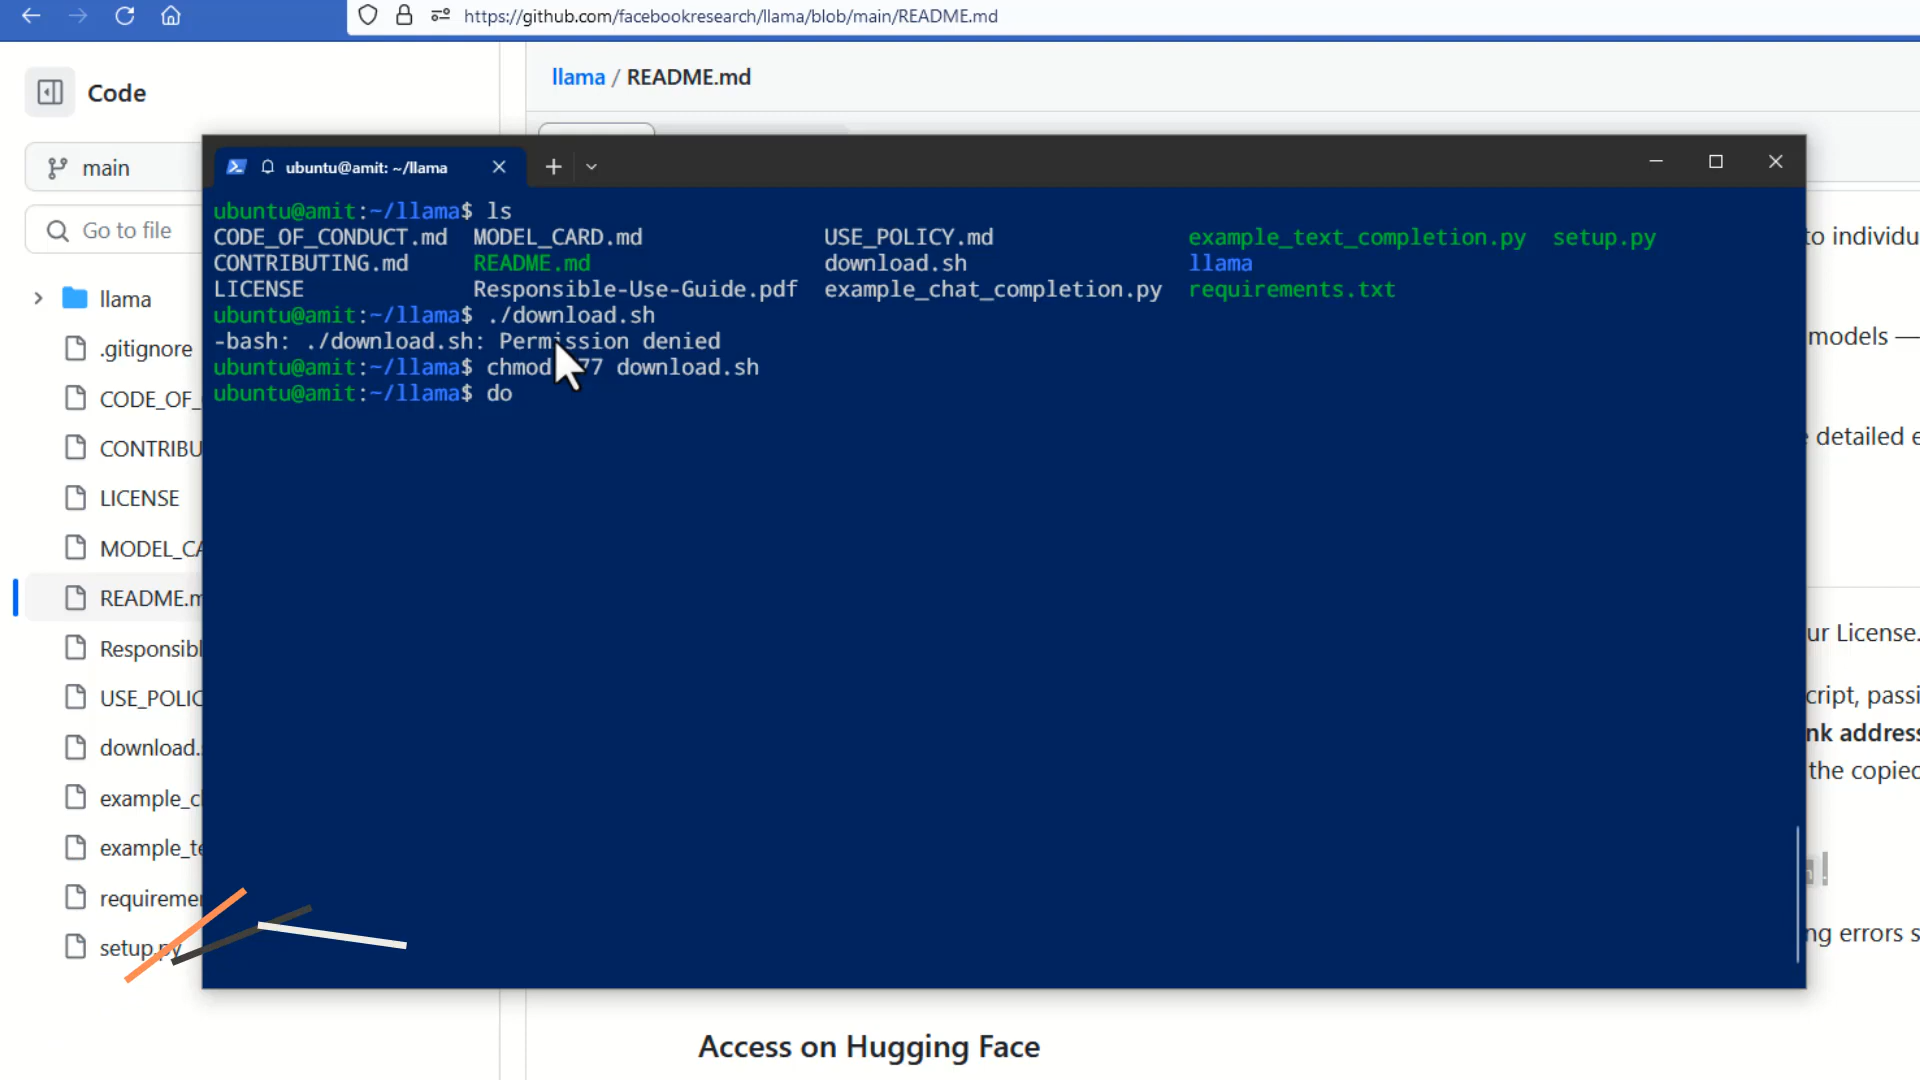 https://github.com/facebookresearch/llama/blob/main/README.md
Code
llama / README.md
main
Go to file
llama
.gitignore
CODE_OF_
CONTRIBU
LICENSE
MODEL_CA
README.m
Responsibl
USE_POLIC
download.
example_c
example_te
requiremen
setup.py
ubuntu@amit: ~/llama
ubuntu@amit:~/llama$ ls
CODE_OF_CONDUCT.md MODEL_CARD.md USE_POLICY.md example_text_completion.py setup.py
CONTRIBUTING.md README.md download.sh llama
LICENSE Responsible-Use-Guide.pdf example_chat_completion.py requirements.txt
ubuntu@amit:~/llama$ ./download.sh
-bash: ./download.sh: Permission denied
ubuntu@amit:~/llama$ chmod 77 download.sh
ubuntu@amit:~/llama$ do
to individu
models —
detailed e
ur License.
cript, passi
nk address
the copied
ng errors s
Access on Hugging Face